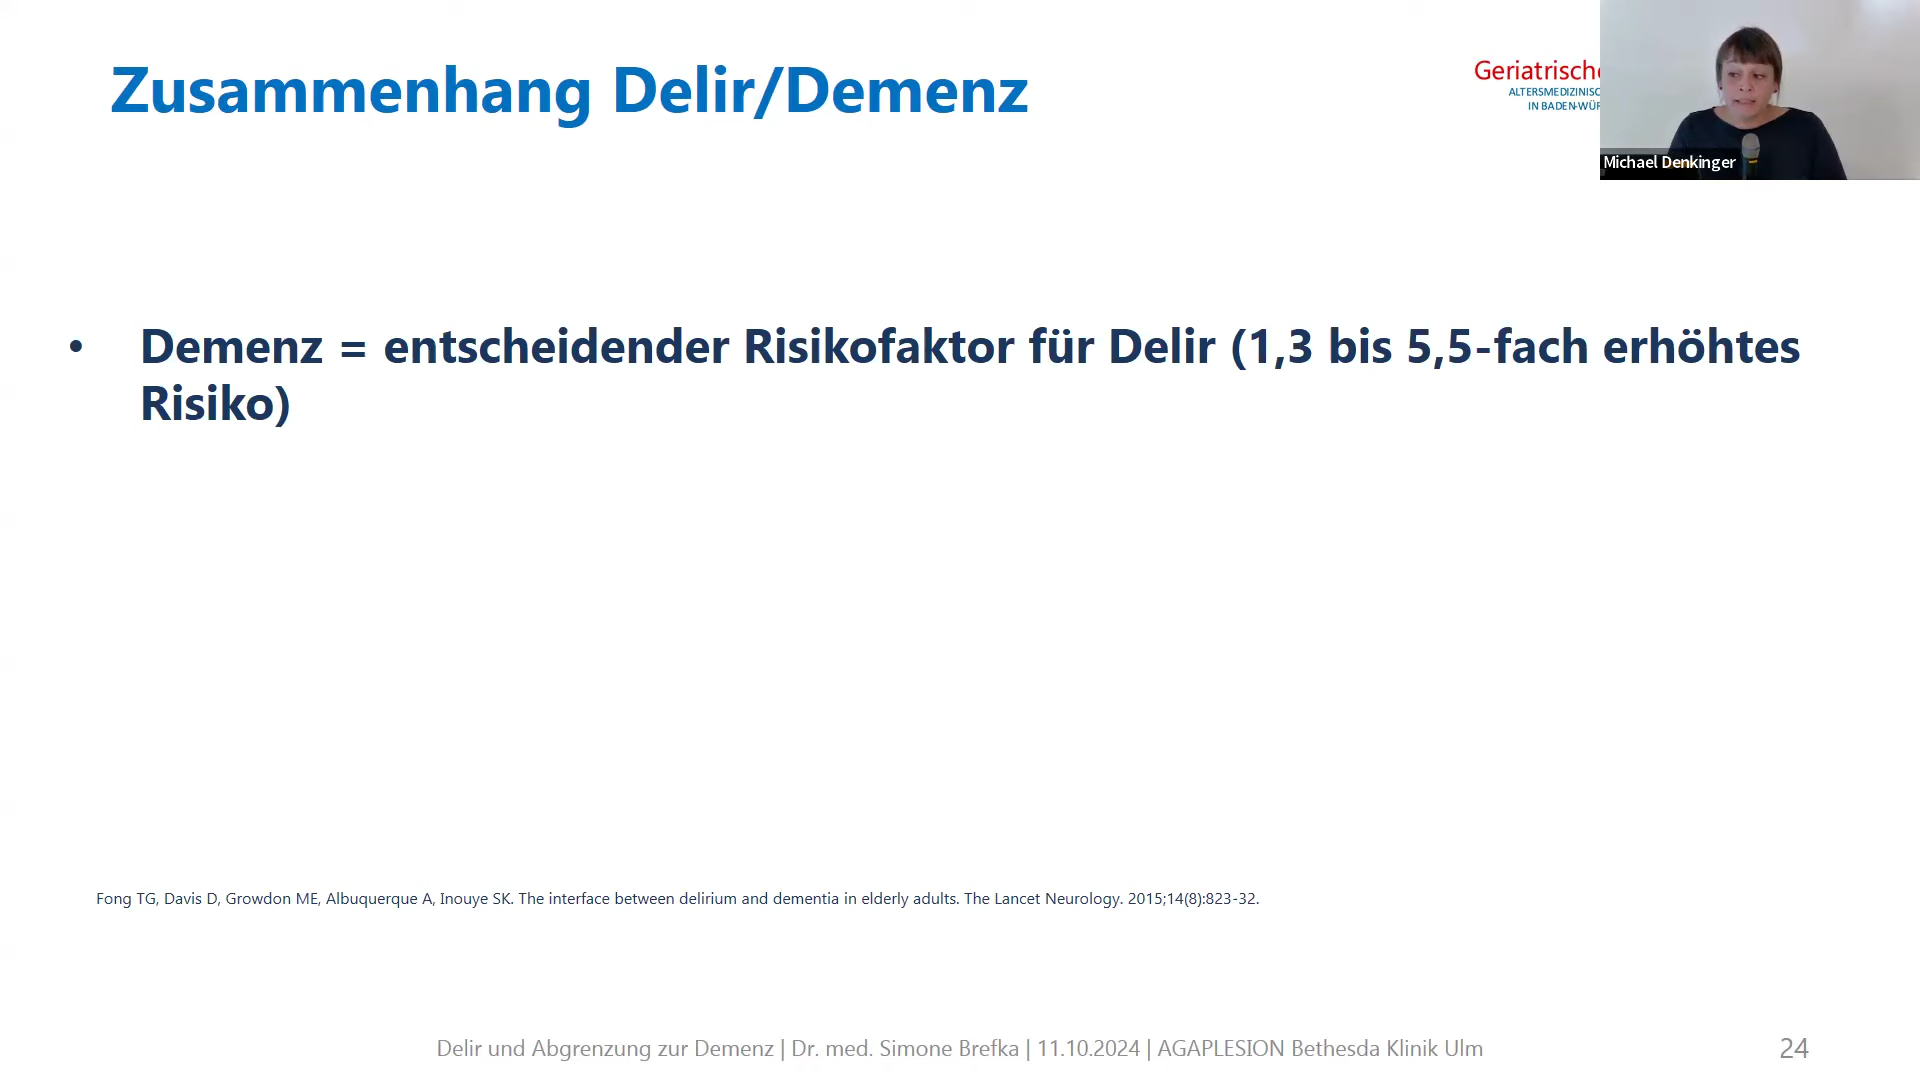 Zusammenhang Delir/Demenz
Geriatrische
ALTERSMEDIZINISC
IN BADEN-WÜR
Michael Denkinger
• Demenz = entscheidender Risikofaktor für Delir (1,3 bis 5,5-fach erhöhtes
Risiko)
Fong TG, Davis D, Growdon ME, Albuquerque A, Inouye SK. The interface between delirium and dementia in elderly adults. The Lancet Neurology. 2015;14(8):823-32.
Delir und Abgrenzung zur Demenz | Dr. med. Simone Brefka | 11.10.2024 | AGAPLESION Bethesda Klinik Ulm
24